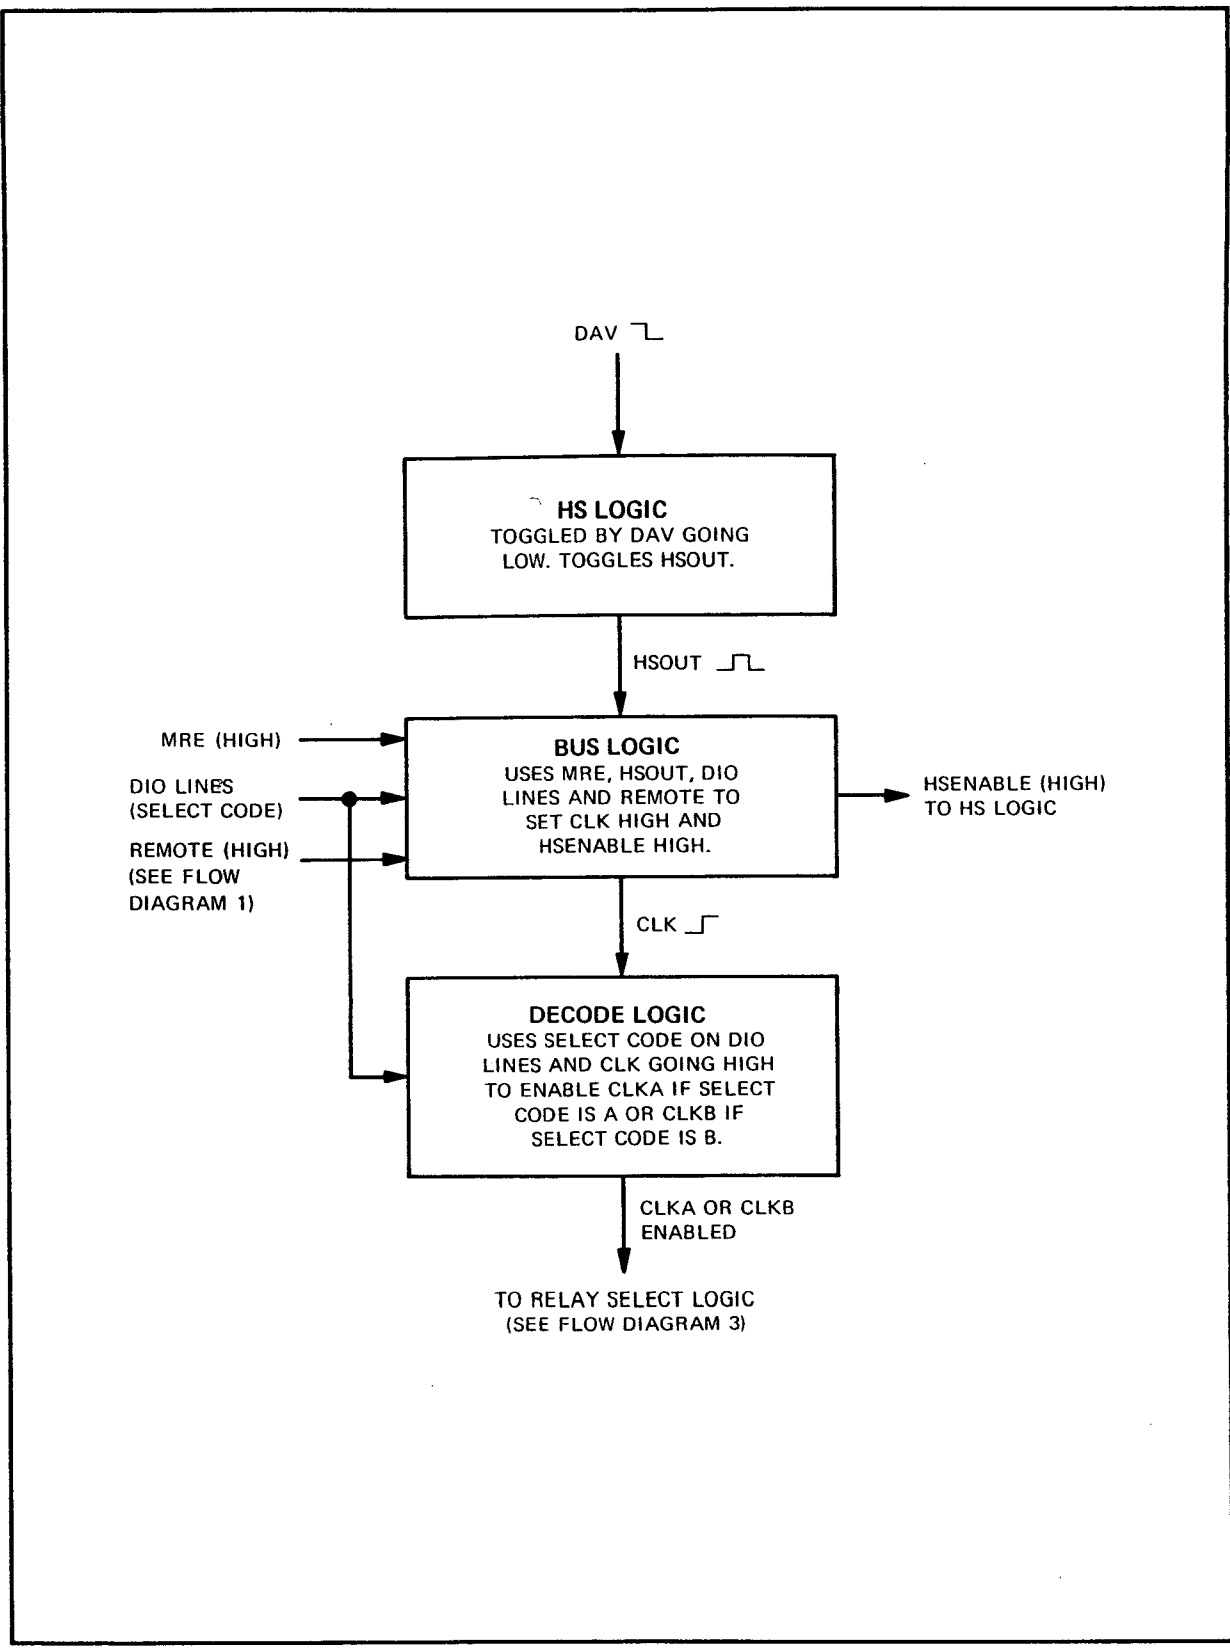 DAV
HS LOGIC
TOGGLED BY DAV GOING
LOW. TOGGLES HSOUT.
HSOUT
MRE (HIGH)
DIO LINES
(SELECT CODE)
REMOTE (HIGH)
(SEE FLOW
DIAGRAM 1)
BUS LOGIC
USES MRE, HSOUT, DIO
LINES AND REMOTE TO
SET CLK HIGH AND
HSENABLE HIGH.
HSENABLE (HIGH)
TO HS LOGIC
CLK
DECODE LOGIC
USES SELECT CODE ON DIO
LINES AND CLK GOING HIGH
TO ENABLE CLKA IF SELECT
CODE IS A OR CLKB IF
SELECT CODE IS B.
CLKA OR CLKB
ENABLED
TO RELAY SELECT LOGIC
(SEE FLOW DIAGRAM 3)